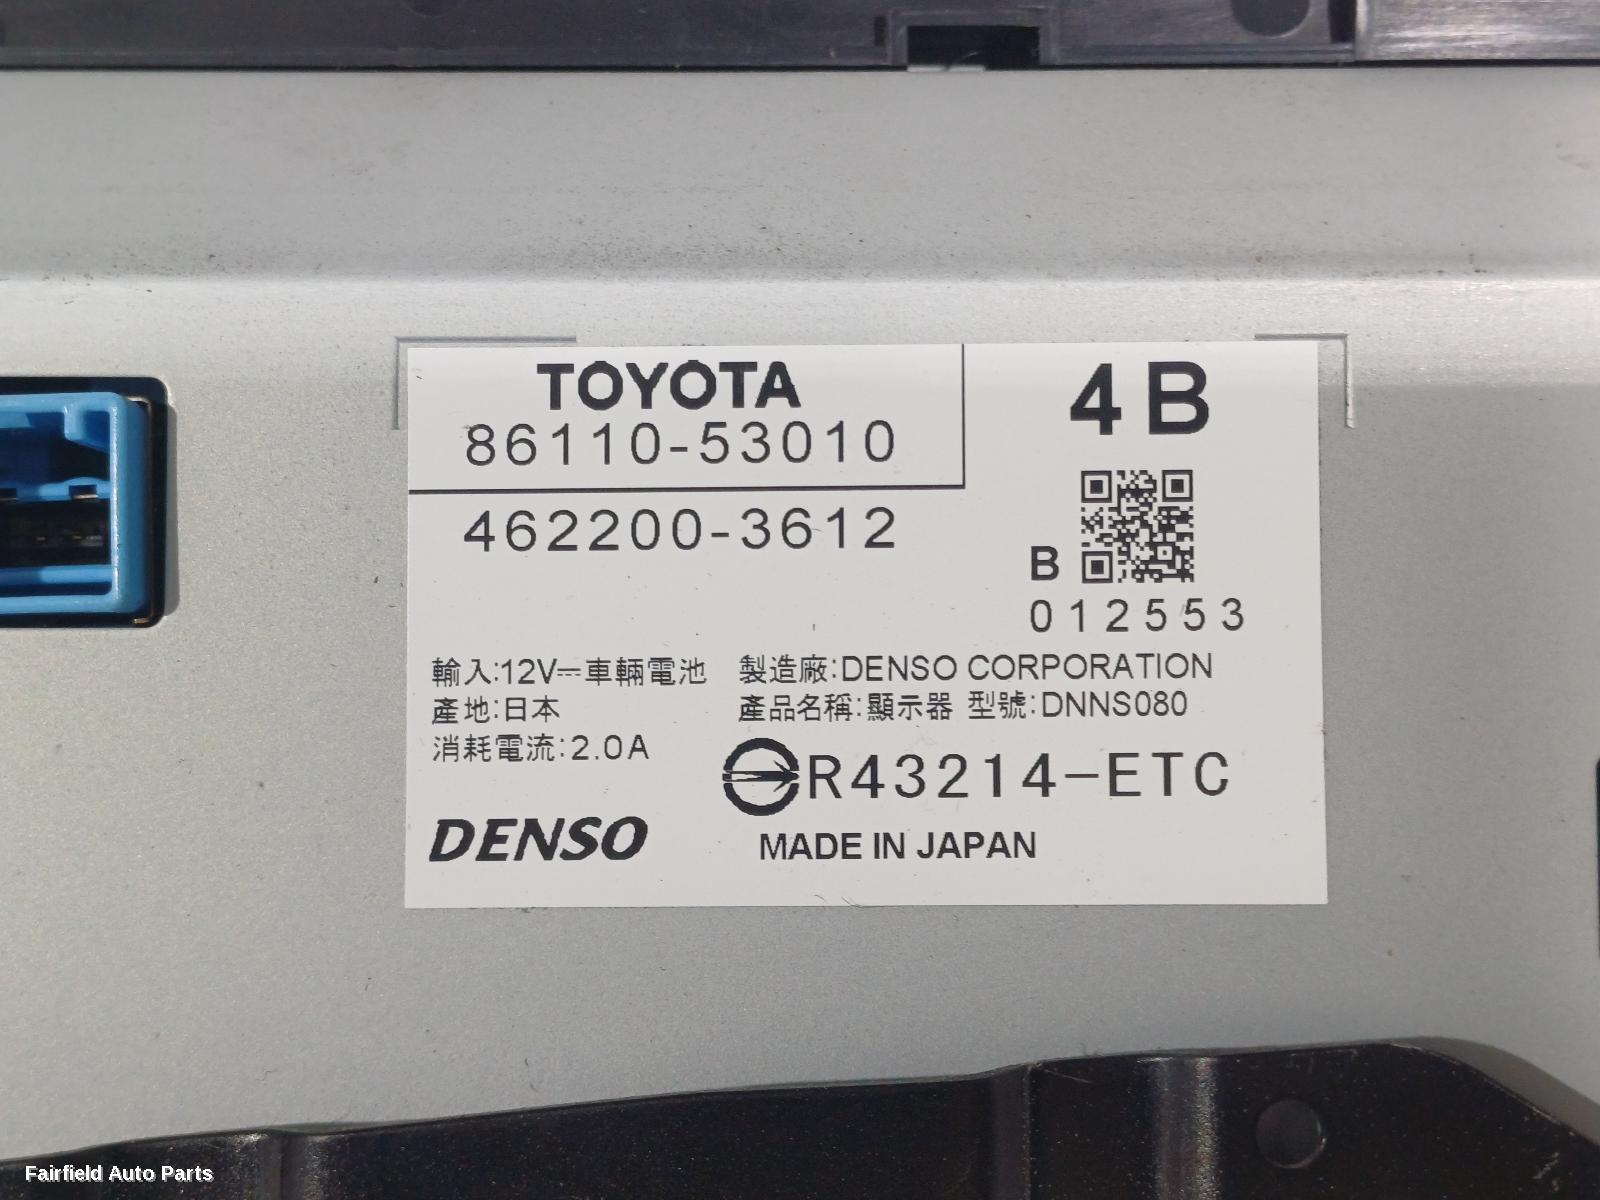 TOYOTA
86110-53010
462200-3612
4B
B
012553
輸入:12V⎓車輛電池
產地:日本
消耗電流:2.0A
製造廠:DENSO CORPORATION
產品名稱:顯示器 型號:DNNS080
R43214-ETC
DENSO
MADE IN JAPAN
Fairfield Auto Parts